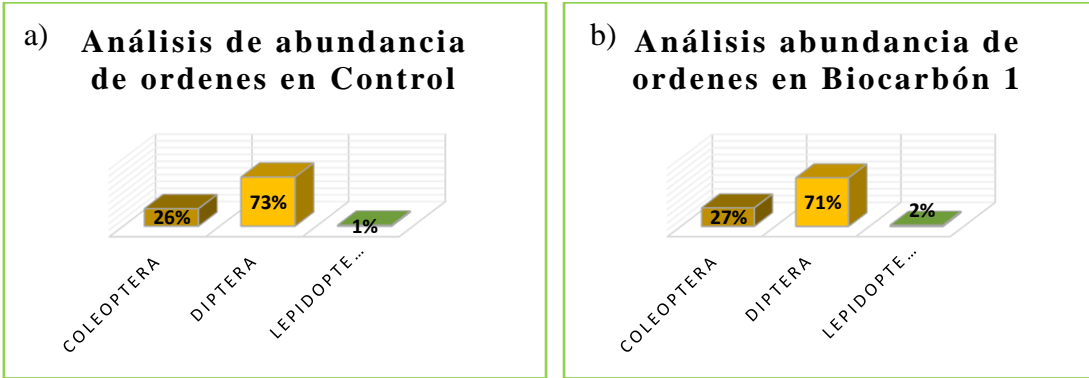 a) Análisis de abundancia
de ordenes en Control
26%
73%
1%
COLEOPTERA
DIPTERA
LEPIDOPTE...
b) Análisis abundancia de
ordenes en Biocarbón 1
27%
71%
2%
COLEOPTERA
DIPTERA
LEPIDOPTE...